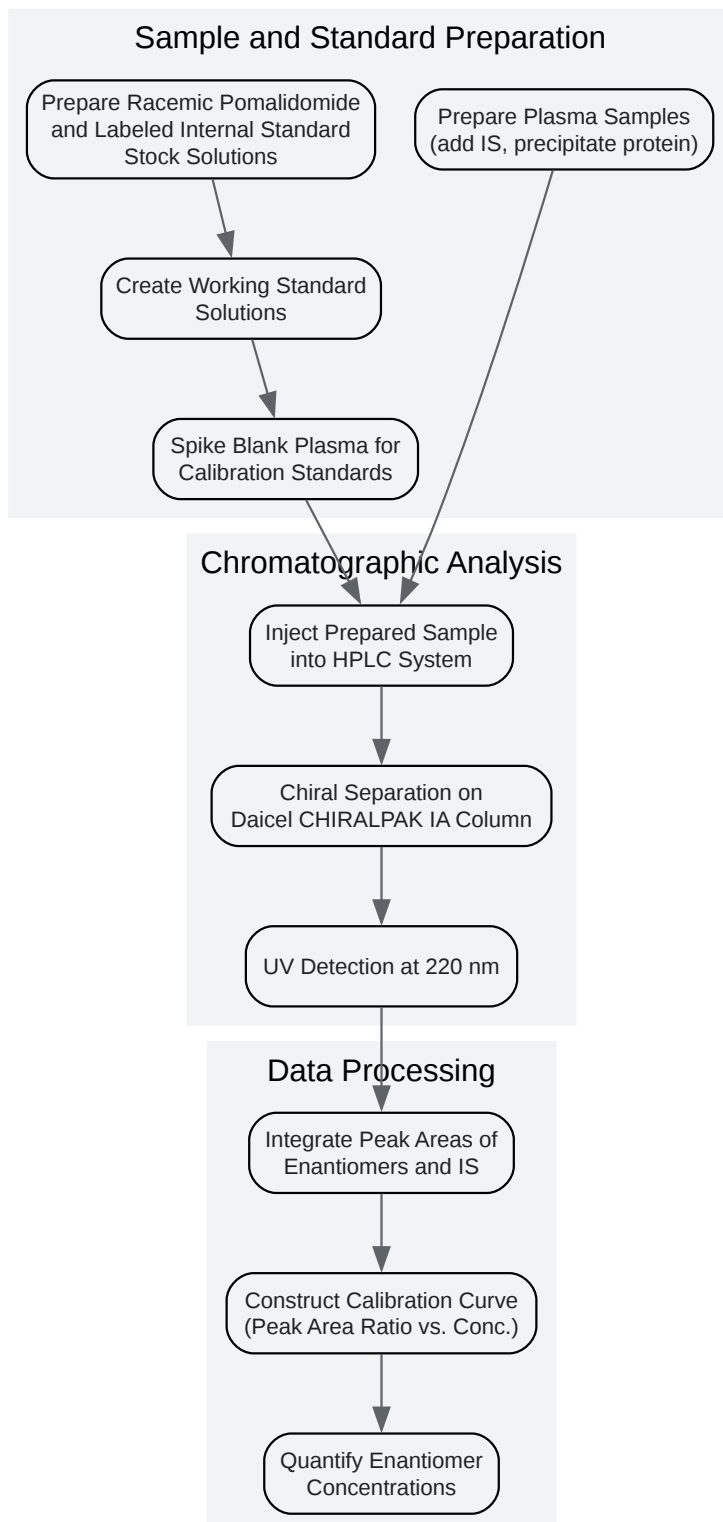 Sample and Standard Preparation
Prepare Racemic Pomalidomide
and Labeled Internal Standard
Stock Solutions
Prepare Plasma Samples
(add IS, precipitate protein)
Create Working Standard
Solutions
Spike Blank Plasma for
Calibration Standards
Chromatographic Analysis
Inject Prepared Sample
into HPLC System
Chiral Separation on
Daicel CHIRALPAK IA Column
UV Detection at 220 nm
Data Processing
Integrate Peak Areas of
Enantiomers and IS
Construct Calibration Curve
(Peak Area Ratio vs. Conc.)
Quantify Enantiomer
Concentrations